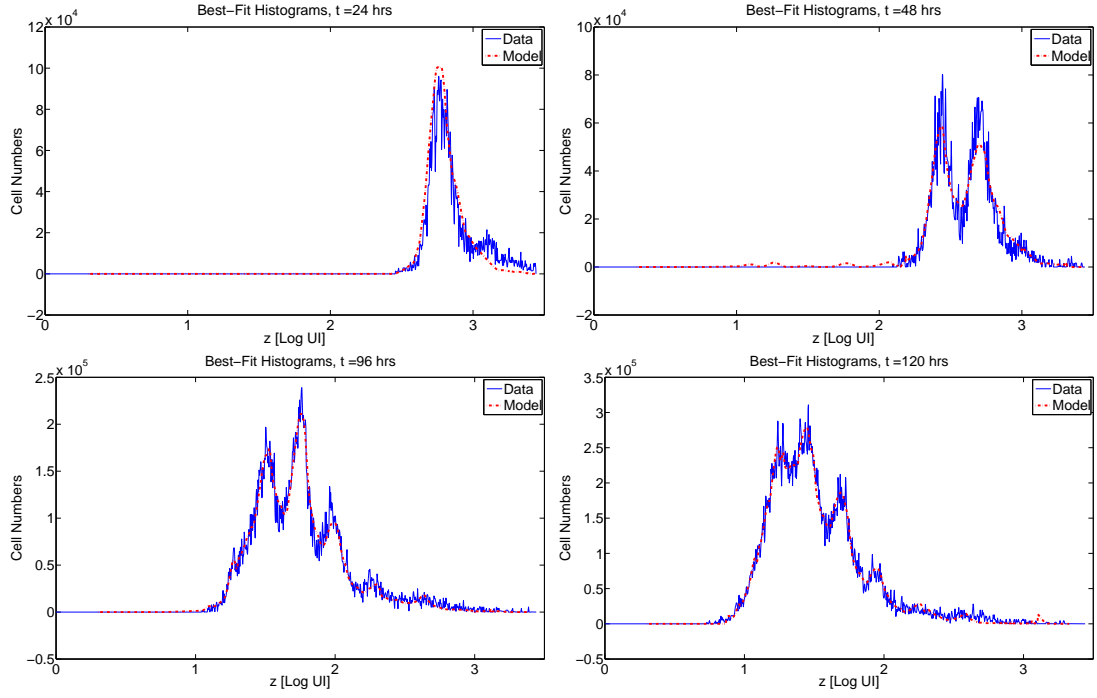 Best−Fit Histograms, t =24 hrs
x 10^4
12
10
8
6
4
2
0
−2
0 1 2 3
z [Log UI]
Cell Numbers
Data
Model
Best−Fit Histograms, t =48 hrs
x 10^4
12
10
8
6
4
2
0
−2
0 1 2 3
z [Log UI]
Cell Numbers
Data
Model
Best−Fit Histograms, t =96 hrs
x 10^5
2.5
2
1.5
1
0.5
0
−0.5
0 1 2 3
z [Log UI]
Cell Numbers
Data
Model
Best−Fit Histograms, t =120 hrs
x 10^5
3.5
3
2.5
2
1.5
1
0.5
0
−0.5
0 1 2 3
z [Log UI]
Cell Numbers
Data
Model